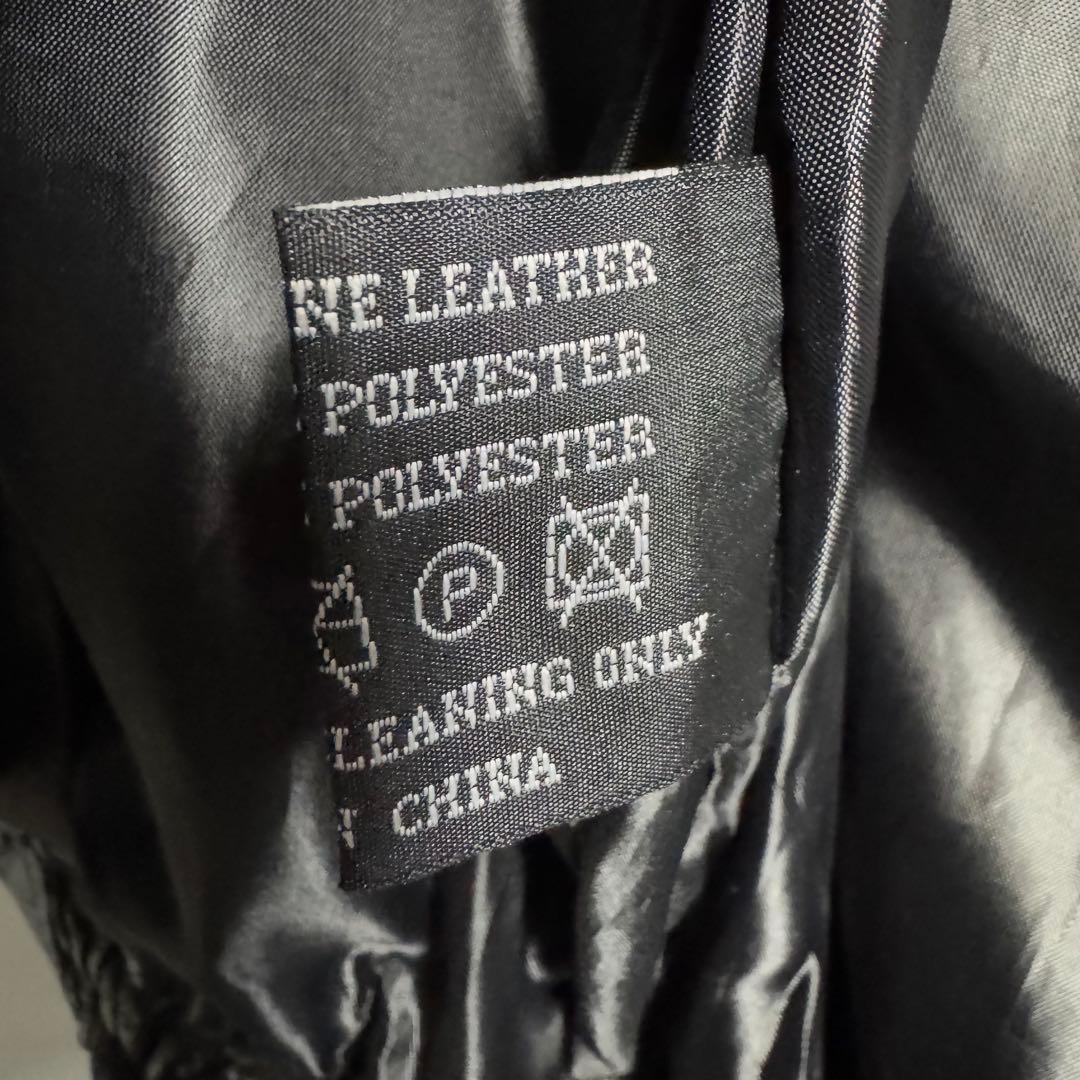 NE LEATHER
POLYESTER
POLYESTER
P
LEANING ONLY
CHINA